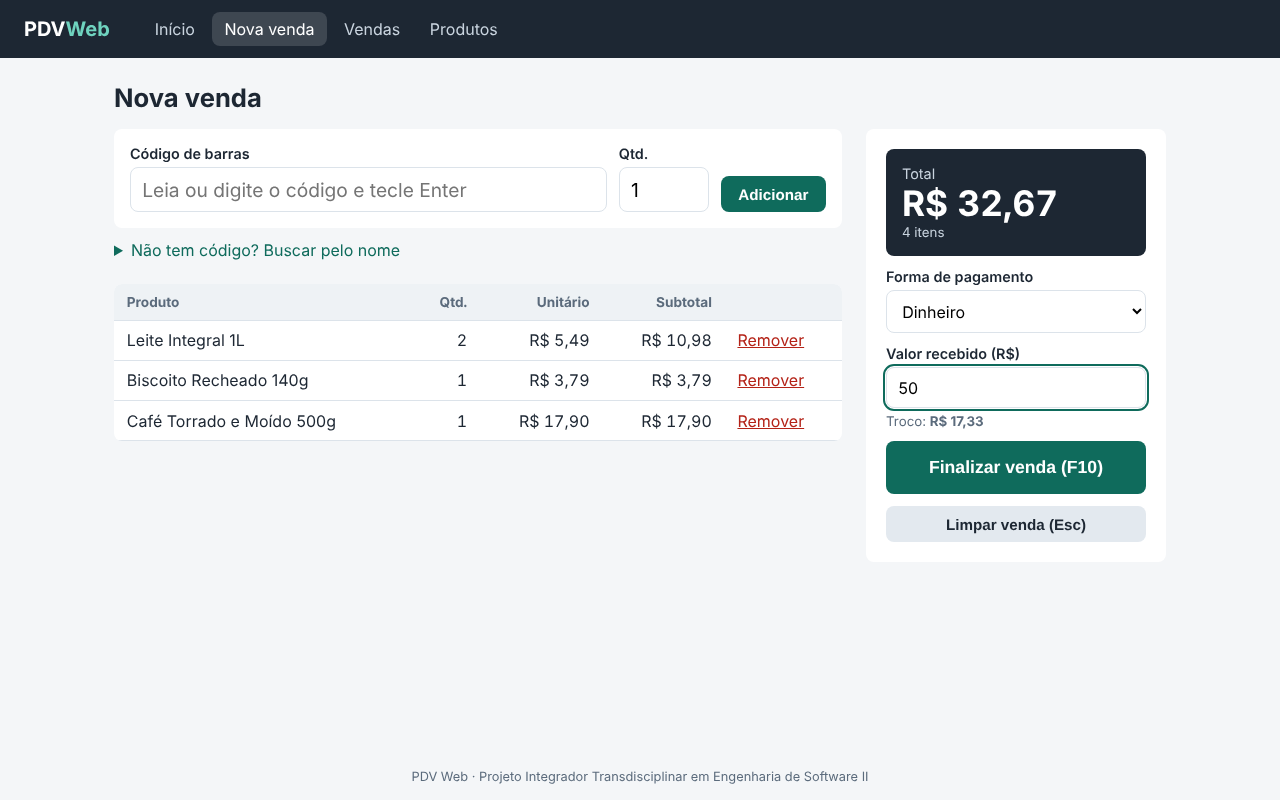 PDVWeb Início Nova venda Vendas Produtos
Nova venda
Código de barras Qtd.
Leia ou digite o código e tecle Enter 1 Adicionar
Não tem código? Buscar pelo nome
Produto Qtd. Unitário Subtotal
Leite Integral 1L 2 R$ 5,49 R$ 10,98 Remover
Biscoito Recheado 140g 1 R$ 3,79 R$ 3,79 Remover
Café Torrado e Moído 500g 1 R$ 17,90 R$ 17,90 Remover
Total
R$ 32,67
4 itens
Forma de pagamento
Dinheiro
Valor recebido (R$)
50
Troco: R$ 17,33
Finalizar venda (F10)
Limpar venda (Esc)
PDV Web · Projeto Integrador Transdisciplinar em Engenharia de Software II